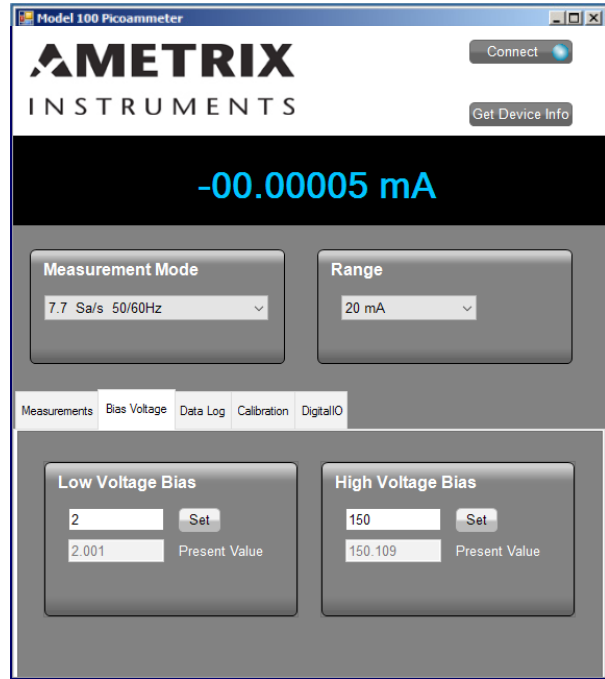 Model 100 Picoammeter
AMETRIX
INSTRUMENTS
Connect
Get Device Info
-00.00005 mA
Measurement Mode
7.7 Sa/s 50/60Hz
Range
20 mA
Measurements Bias Voltage Data Log Calibration DigitalIO
Low Voltage Bias
2 Set
2.001 Present Value
High Voltage Bias
150 Set
150.109 Present Value